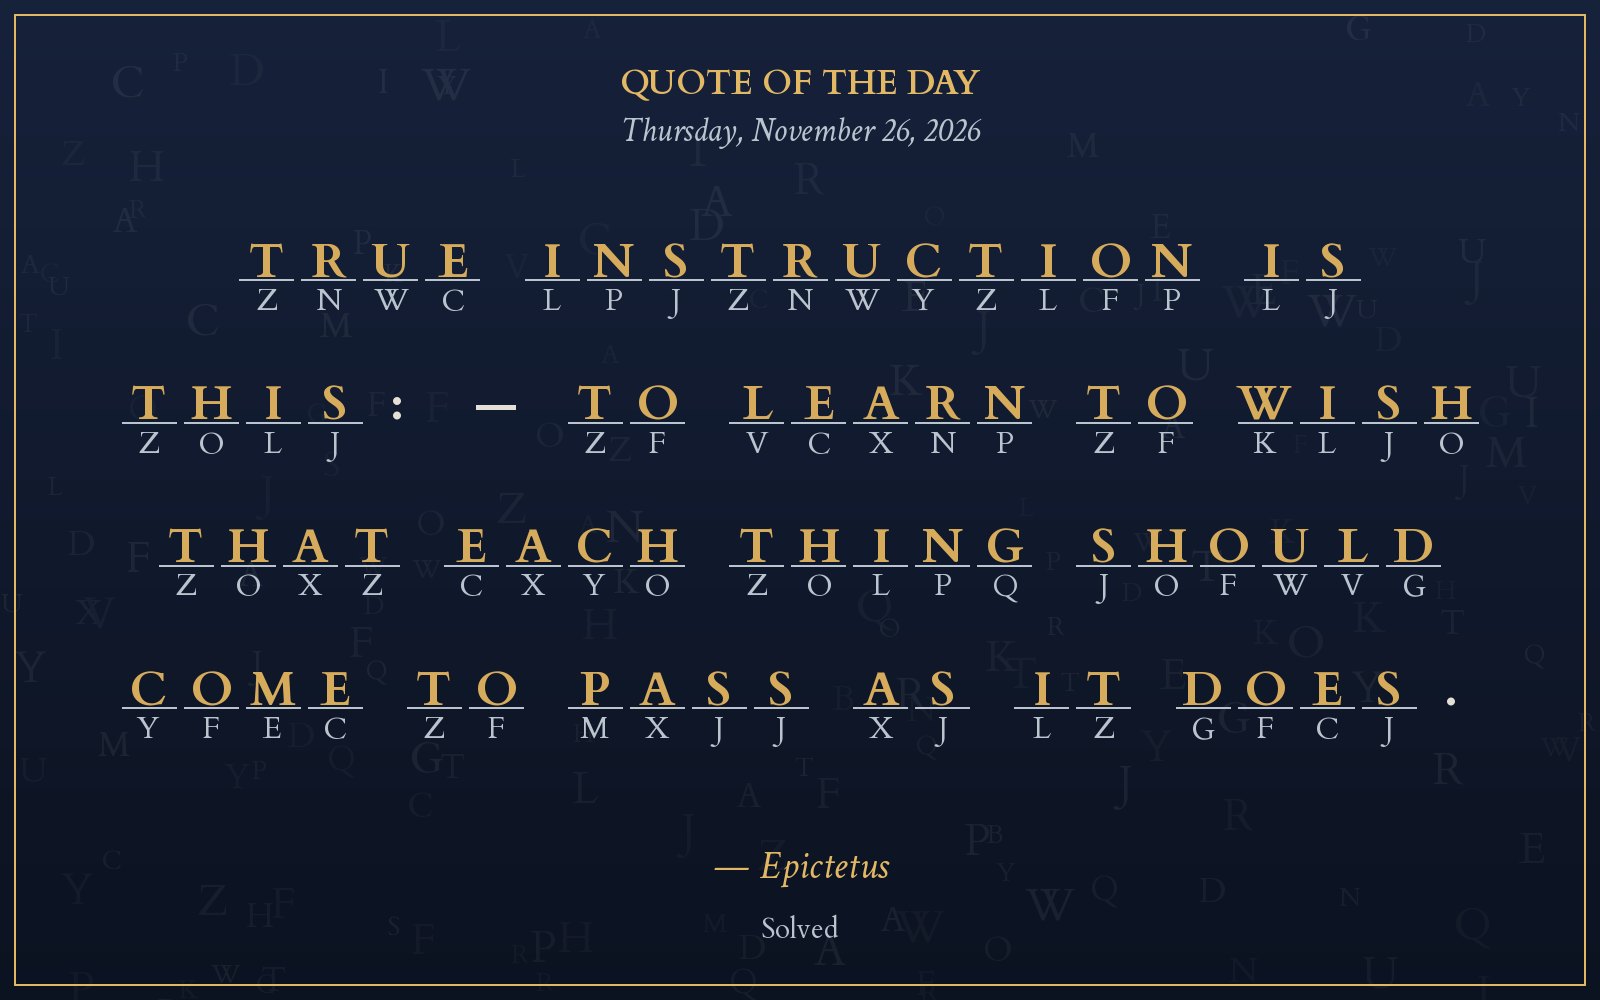 QUOTE OF THE DAY
Thursday, November 26, 2026
TRUE INSTRUCTION IS
ZNWC LPJZNWYZLFP LJ
THIS: — TO LEARN TO WISH
ZOLJ ZF VCXNP ZF KLJO
THAT EACH THING SHOULD
ZOXZ CXYO ZOLPQ JOFWVG
COME TO PASS AS IT DOES.
YFEC ZF MXJJ XJ LZ GFCJ
— Epictetus
Solved